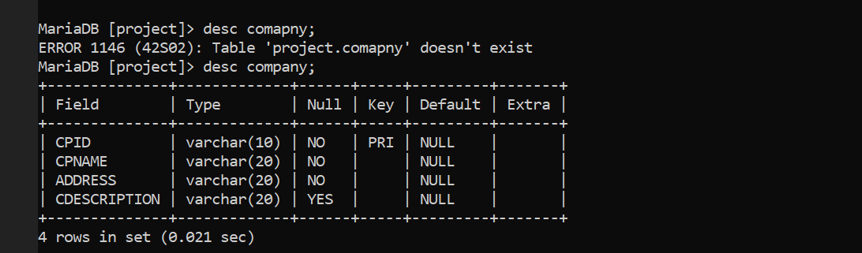 MariaDB [project]> desc comapny;
ERROR 1146 (42S02): Table 'project.comapny' doesn't exist
MariaDB [project]> desc company;
+--------------+-------------+------+-----+---------+-------+
| Field        | Type        | Null | Key | Default | Extra |
+--------------+-------------+------+-----+---------+-------+
| CPID         | varchar(10) | NO   | PRI | NULL    |       |
| CPNAME       | varchar(20) | NO   |     | NULL    |       |
| ADDRESS      | varchar(20) | NO   |     | NULL    |       |
| CDESCRIPTION | varchar(20) | YES  |     | NULL    |       |
+--------------+-------------+------+-----+---------+-------+
4 rows in set (0.021 sec)